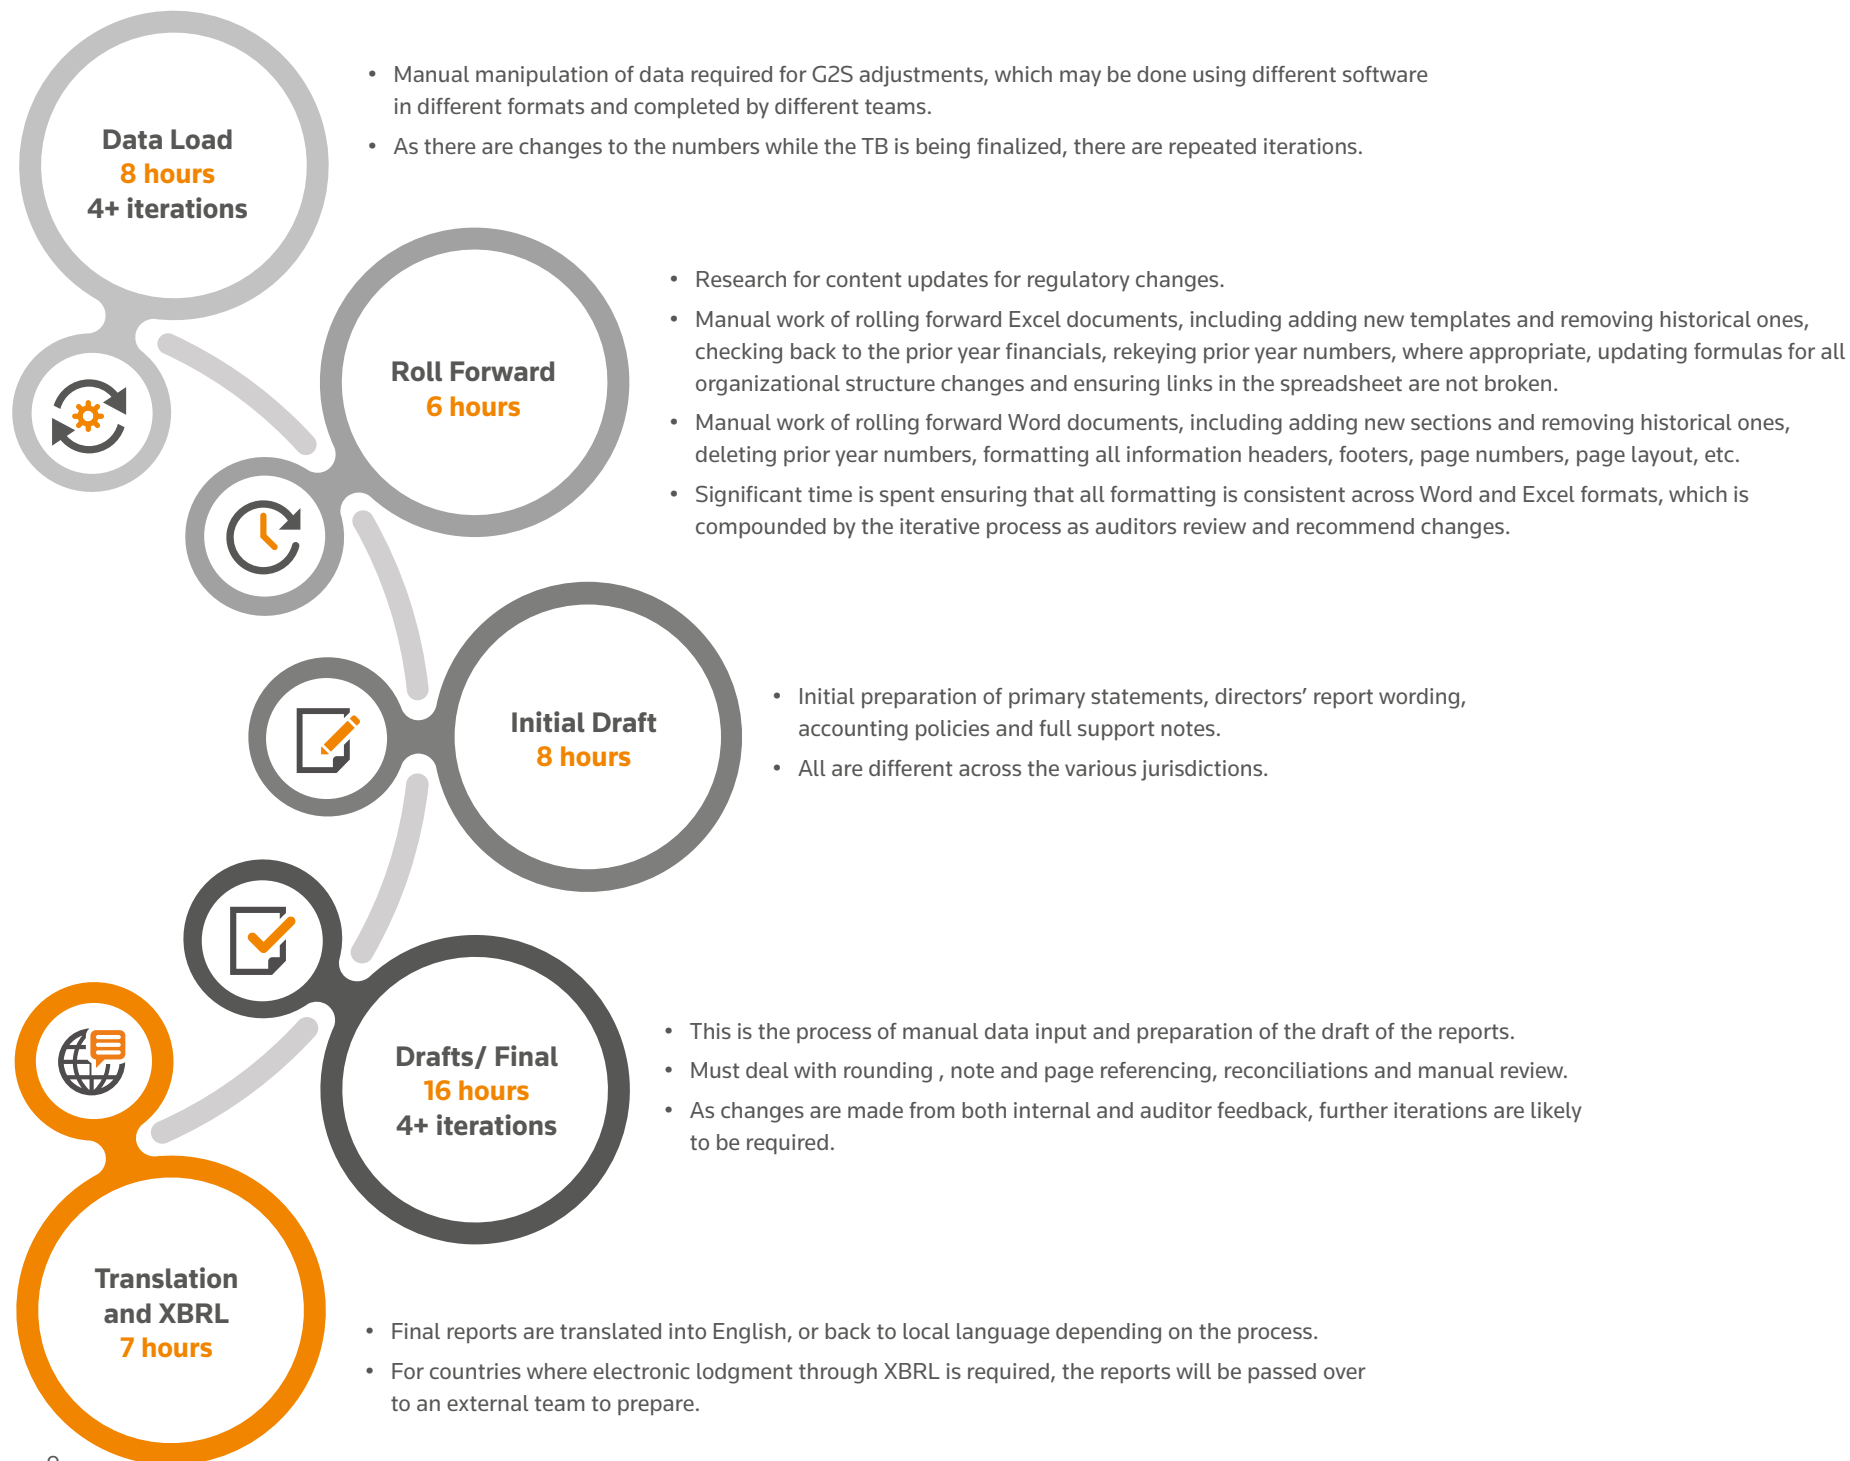 Data Load
8 hours
4+ iterations
• Manual manipulation of data required for G2S adjustments, which may be done using different software
in different formats and completed by different teams.
• As there are changes to the numbers while the TB is being finalized, there are repeated iterations.
Roll Forward
6 hours
• Research for content updates for regulatory changes.
• Manual work of rolling forward Excel documents, including adding new templates and removing historical ones,
checking back to the prior year financials, rekeying prior year numbers, where appropriate, updating formulas for all
organizational structure changes and ensuring links in the spreadsheet are not broken.
• Manual work of rolling forward Word documents, including adding new sections and removing historical ones,
deleting prior year numbers, formatting all information headers, footers, page numbers, page layout, etc.
• Significant time is spent ensuring that all formatting is consistent across Word and Excel formats, which is
compounded by the iterative process as auditors review and recommend changes.
Initial Draft
8 hours
• Initial preparation of primary statements, directors’ report wording,
accounting policies and full support notes.
• All are different across the various jurisdictions.
Drafts/ Final
16 hours
4+ iterations
• This is the process of manual data input and preparation of the draft of the reports.
• Must deal with rounding , note and page referencing, reconciliations and manual review.
• As changes are made from both internal and auditor feedback, further iterations are likely
to be required.
Translation
and XBRL
7 hours
• Final reports are translated into English, or back to local language depending on the process.
• For countries where electronic lodgment through XBRL is required, the reports will be passed over
to an external team to prepare.